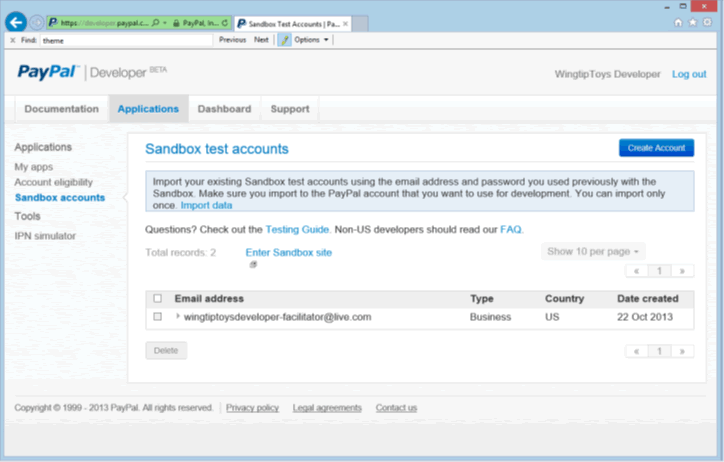 https://developer.paypal.c...
PayPal, In...
Sandbox Test Accounts | Pa...
x Find: theme
Previous Next Options
PayPal | Developer BETA
WingtipToys Developer Log out
Documentation Applications Dashboard Support
Applications
My apps
Account eligibility
Sandbox accounts
Tools
IPN simulator
Sandbox test accounts
Create Account
Import your existing Sandbox test accounts using the email address and password you used previously with the
Sandbox. Make sure you import to the PayPal account that you want to use for development. You can import only
once. Import data
Questions? Check out the Testing Guide. Non-US developers should read our FAQ.
Total records: 2 Enter Sandbox site
Show 10 per page
« 1 »
Email address Type Country Date created
wingtiptoysdeveloper-facilitator@live.com Business US 22 Oct 2013
Delete
« 1 »
Copyright © 1999 - 2013 PayPal. All rights reserved. | Privacy policy Legal agreements Contact us